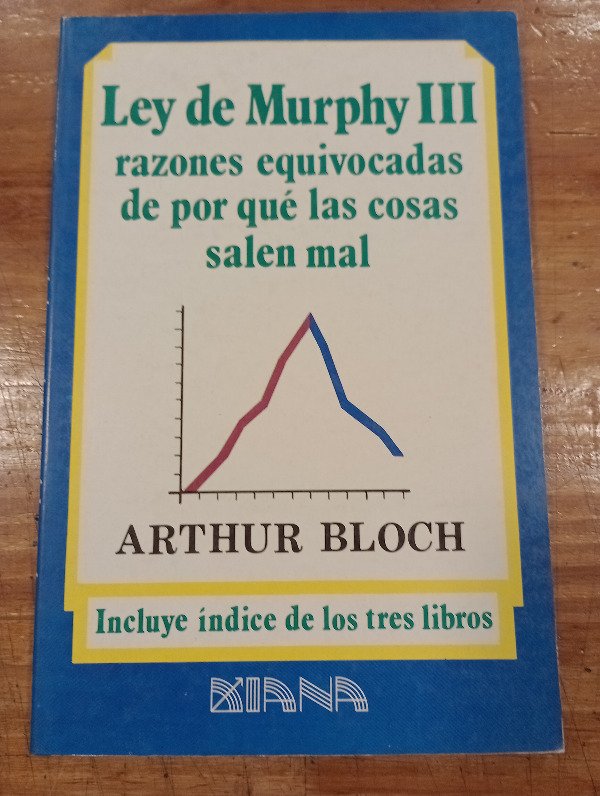 Ley de Murphy III
razones equivocadas
de por qué las cosas
salen mal
ARTHUR BLOCH
Incluye índice de los tres libros
DIANA